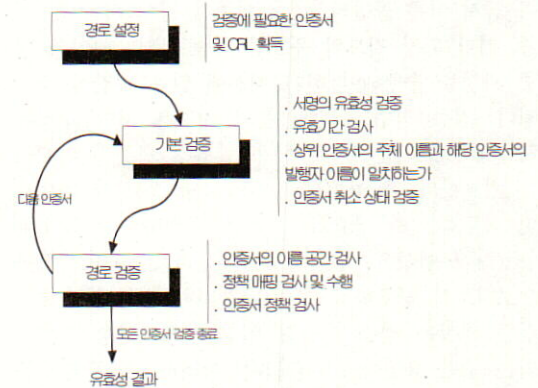 경로 설정
검증에 필요한 인증서
및 CRL 획득
기본 검증
. 서명의 유효성 검증
. 유효기간 검사
. 상위 인증서의 주체 이름과 해당 인증서의
발행자 이름이 일치하는가
. 인증서 취소 상태 검증
다음 인증서
경로 검증
. 인증서의 이름 공간 검사
. 정책 매핑 검사 및 수행
. 인증서 정책 검사
모든 인증서 검증 종료
유효성 결과